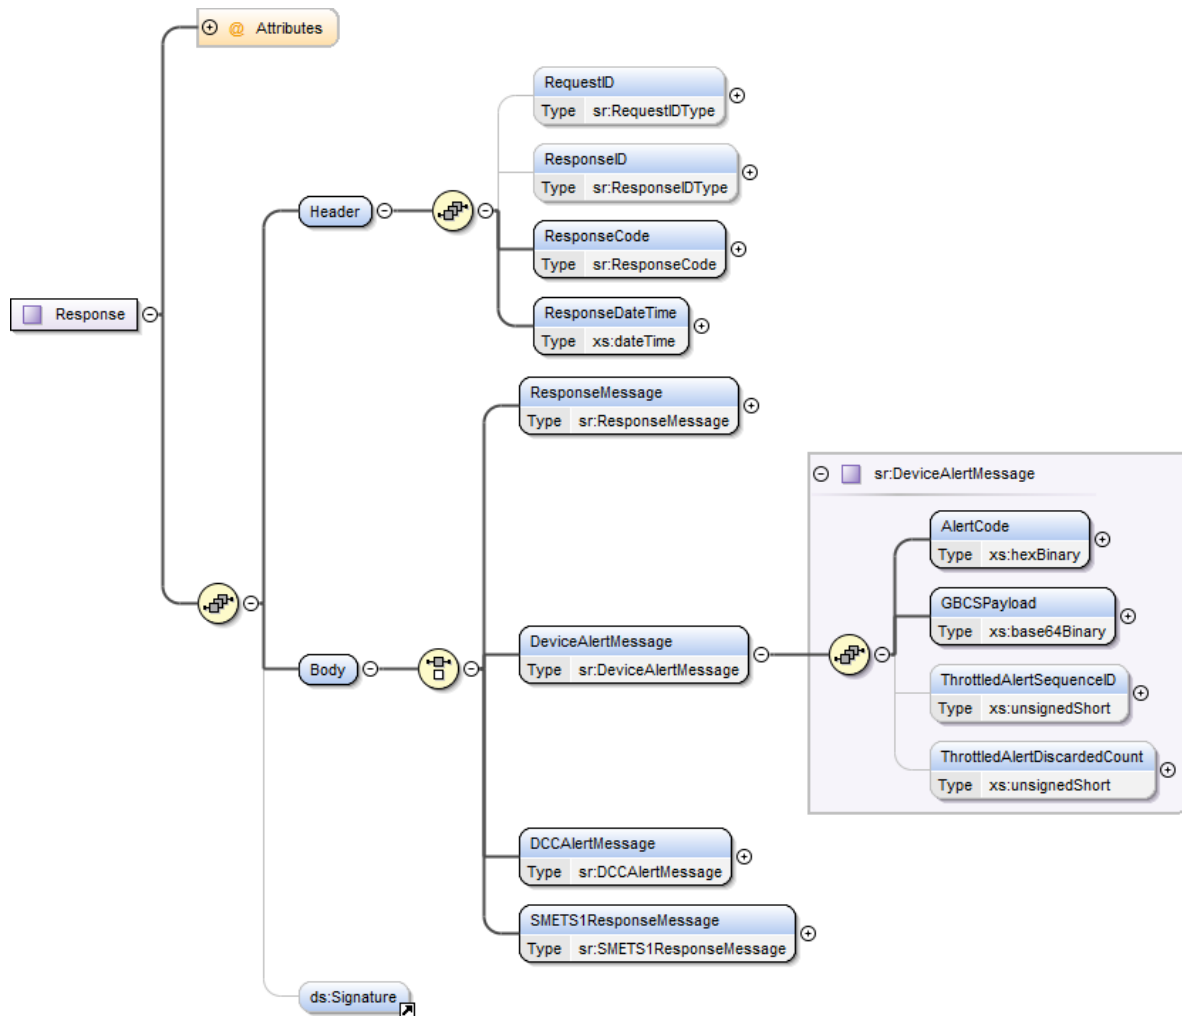 @ Attributes
RequestID
Type sr:RequestIDType
ResponseID
Type sr:ResponseIDType
Header
ResponseCode
Type sr:ResponseCode
Response
ResponseDateTime
Type xs:dateTime
ResponseMessage
Type sr:ResponseMessage
sr:DeviceAlertMessage
AlertCode
Type xs:hexBinary
GBCSPayload
Type xs:base64Binary
Body
DeviceAlertMessage
Type sr:DeviceAlertMessage
ThrottledAlertSequenceID
Type xs:unsignedShort
ThrottledAlertDiscardedCount
Type xs:unsignedShort
DCCAlertMessage
Type sr:DCCAlertMessage
SMETS1ResponseMessage
Type sr:SMETS1ResponseMessage
ds:Signature